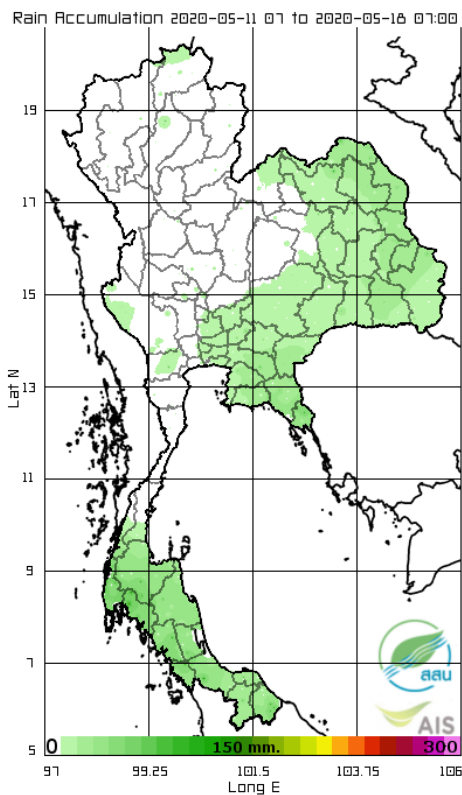 Rain Accumulation 2020-05-11 07 to 2020-05-18 07:00
Lat N
19
17
15
13
11
9
7
5
สสน
AIS
0 150 mm. 300
97 99.25 101.5 103.75 106
Long E